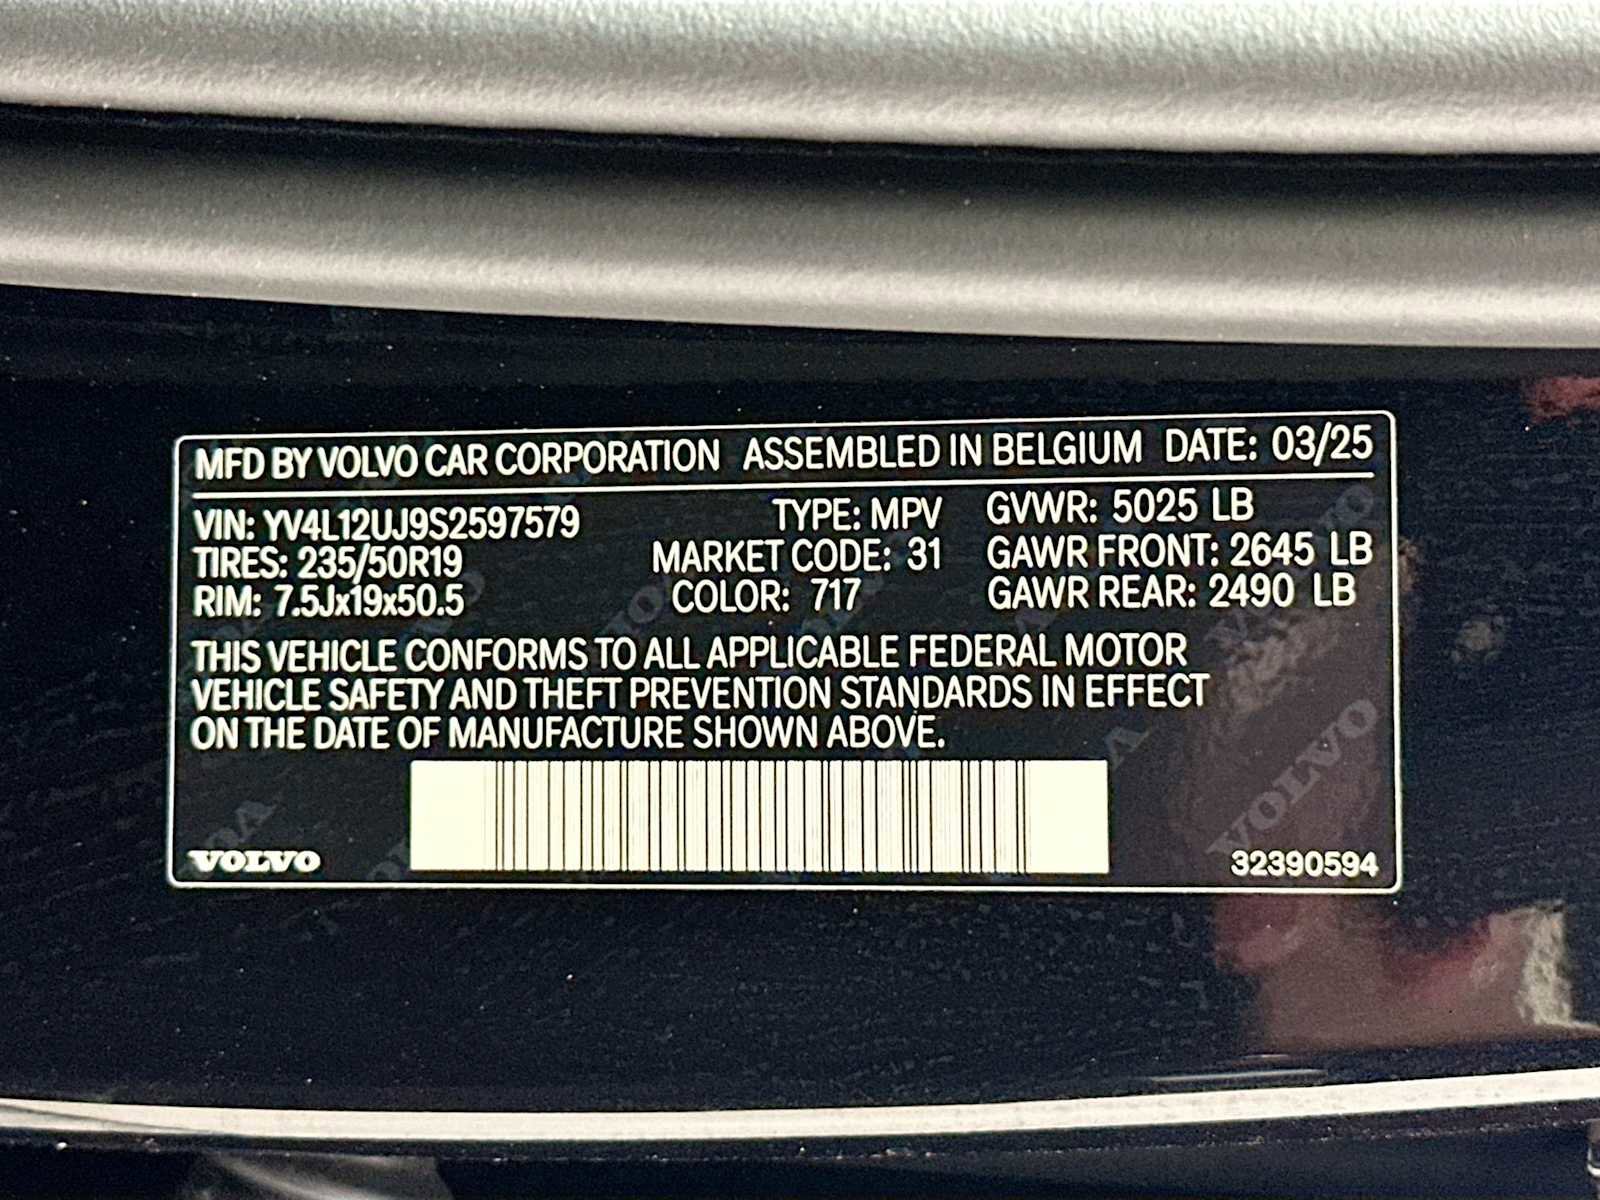 MFD BY VOLVO CAR CORPORATION ASSEMBLED IN BELGIUM DATE: 03/25
VIN: YV4L12UJ9S2597579 TYPE: MPV GVWR: 5025 LB
TIRES: 235/50R19 MARKET CODE: 31 GAWR FRONT: 2645 LB
RIM: 7.5Jx19x50.5 COLOR: 717 GAWR REAR: 2490 LB
THIS VEHICLE CONFORMS TO ALL APPLICABLE FEDERAL MOTOR
VEHICLE SAFETY AND THEFT PREVENTION STANDARDS IN EFFECT
ON THE DATE OF MANUFACTURE SHOWN ABOVE.
VOLVO 32390594